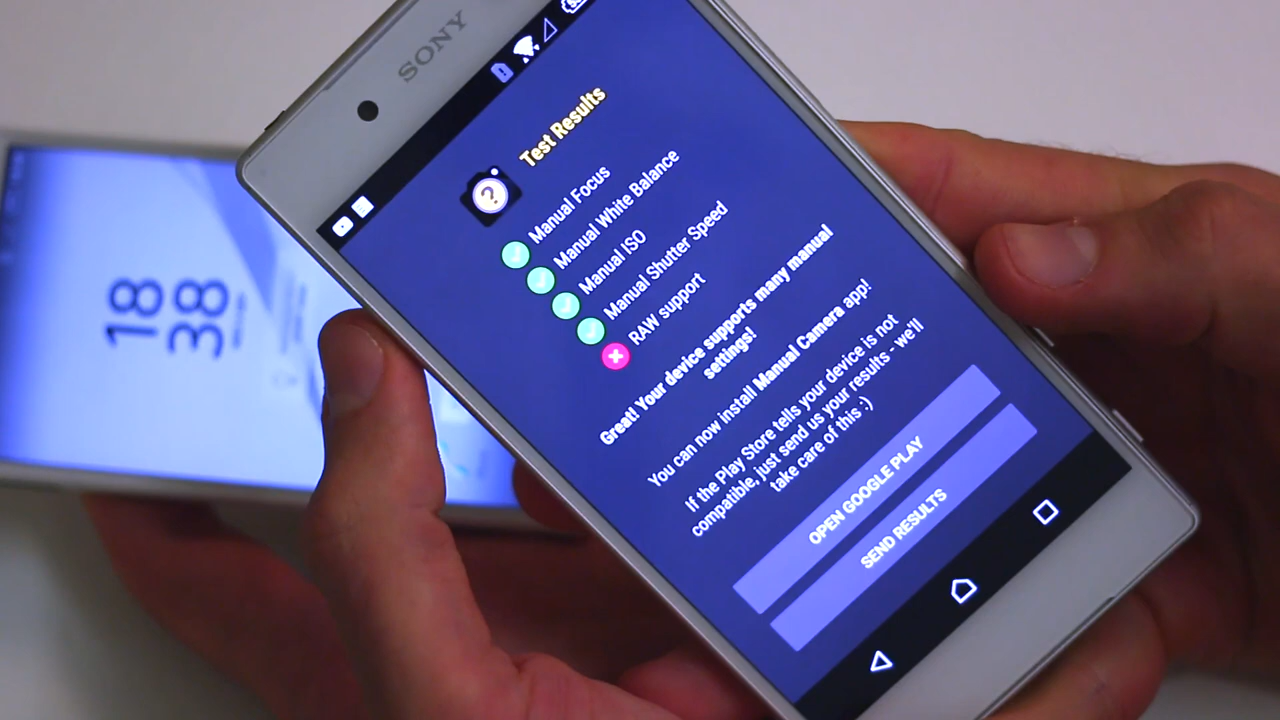 SONY
Test Results
Manual Focus
Manual White Balance
Manual ISO
Manual Shutter Speed
RAW support
Great! Your device supports many manual
settings!
You can now install Manual Camera app!
If the Play Store tells your device is not
compatible, just send us your results - we'll
take care of this :)
OPEN GOOGLE PLAY
SEND RESULTS
18
38